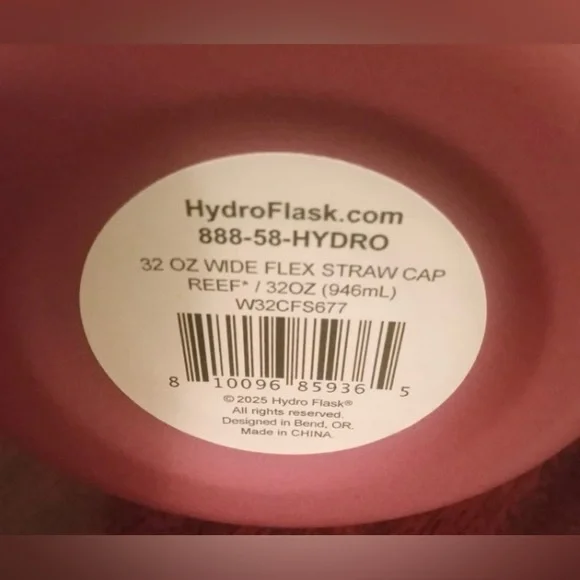 HydroFlask.com
888-58-HYDRO
32 OZ WIDE FLEX STRAW CAP
REEF* / 32OZ (946mL)
W32CFS677
8 10096 85936 5
© 2025 Hydro Flask®
All rights reserved.
Designed in Bend, OR.
Made in CHINA